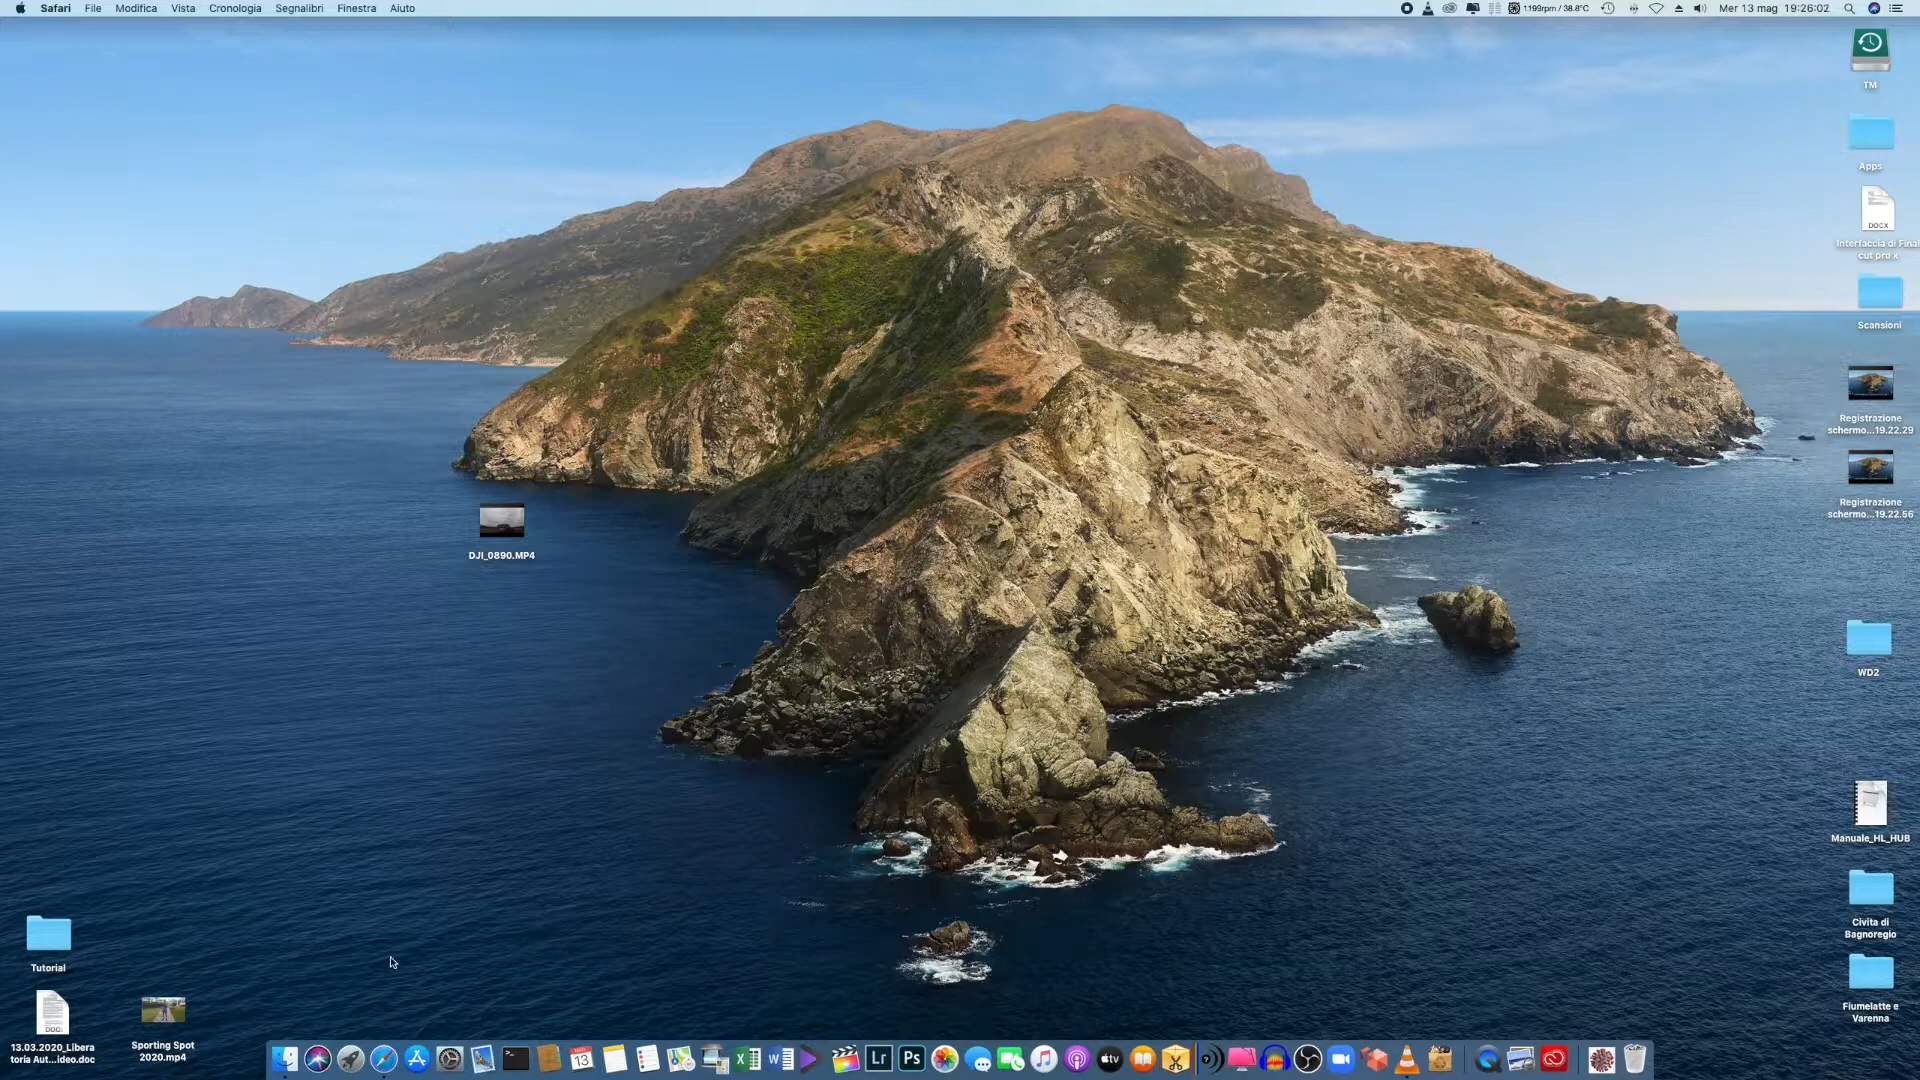 Safari File Modifica Vista Cronologia Segnalibri Finestra Aiuto
1199rpm / 38.8°C
Mer 13 mag 19:26:02
TM
Apps
DOCX
Interfaccia di Final
cut pro x
Scansioni
Registrazione
schermo...19.22.29
Registrazione
schermo...19.22.56
DJI_0890.MP4
WD2
Manuale_HL_HUB
Civita di
Bagnoregio
Fiumelatte e
Varenna
Tutorial
DOC
13.03.2020_Libera
toria Aut...ideo.doc
Sporting Spot
2020.mp4
13
Lr
Ps
tv